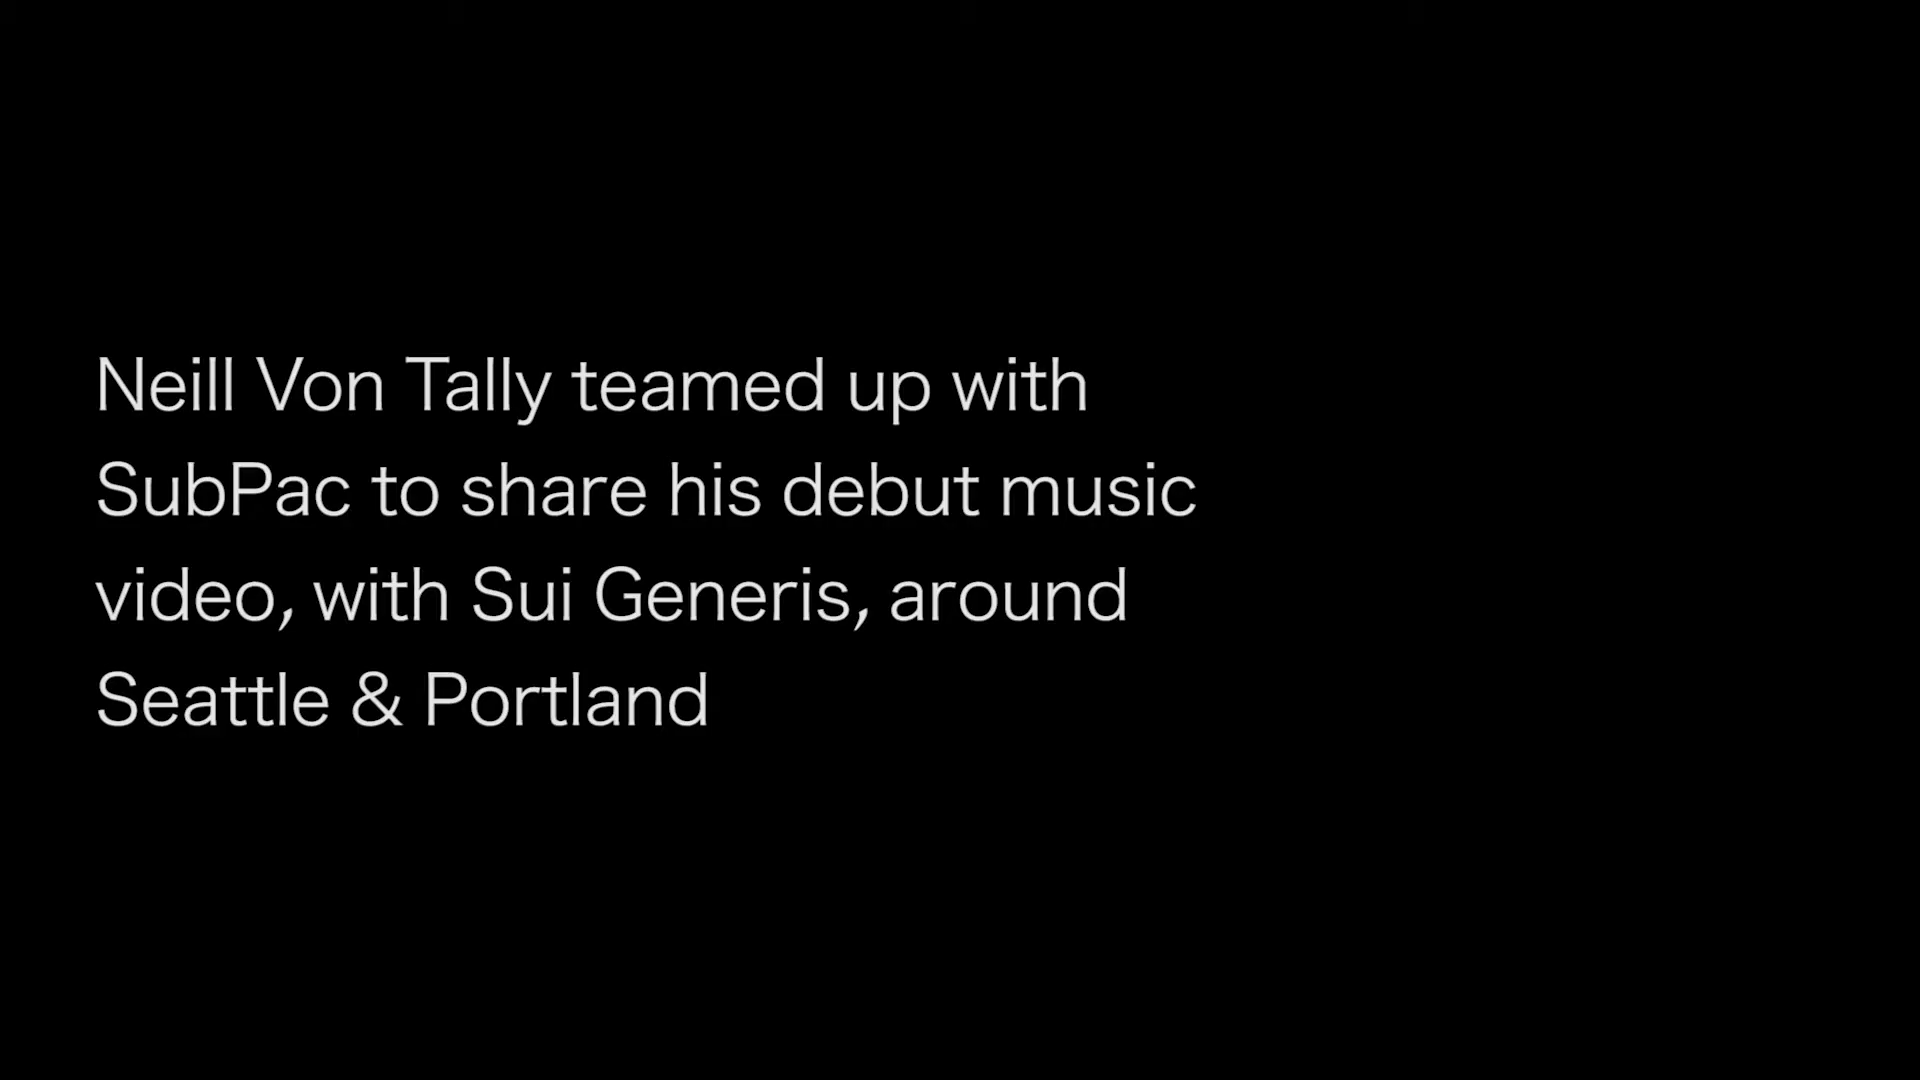 Neill Von Tally teamed up with
SubPac to share his debut music
video, with Sui Generis, around
Seattle & Portland